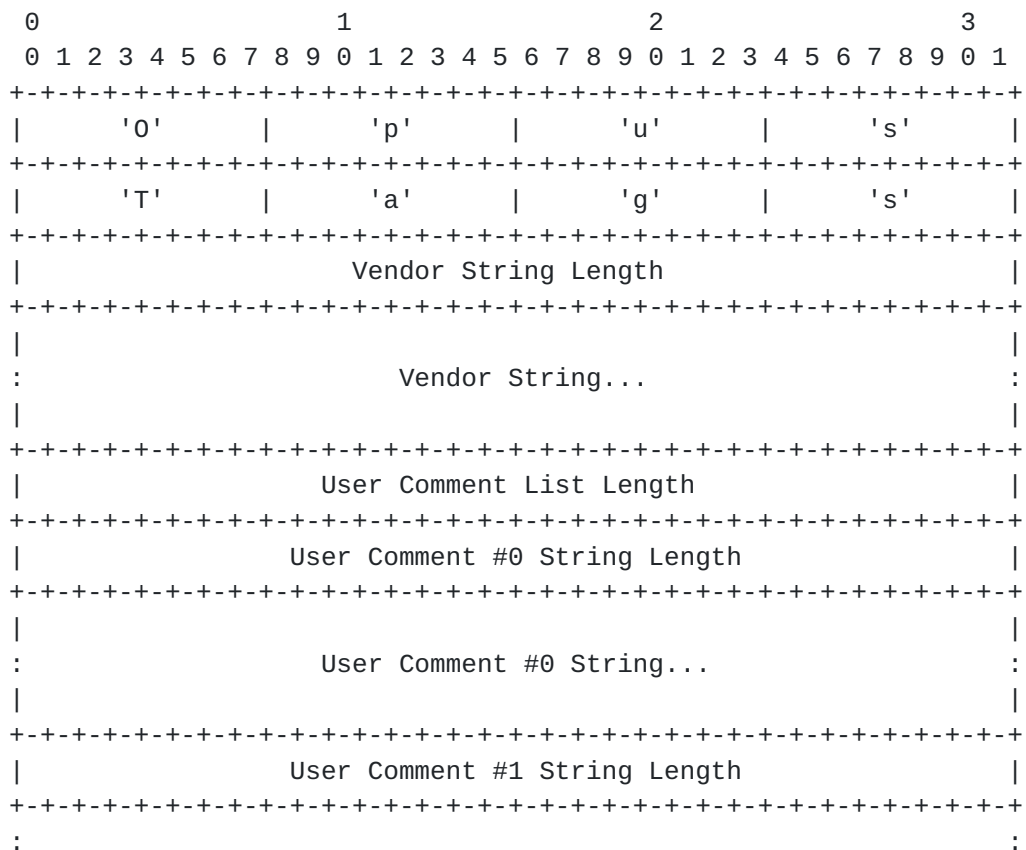 0                   1                   2                   3
 0 1 2 3 4 5 6 7 8 9 0 1 2 3 4 5 6 7 8 9 0 1 2 3 4 5 6 7 8 9 0 1
+-+-+-+-+-+-+-+-+-+-+-+-+-+-+-+-+-+-+-+-+-+-+-+-+-+-+-+-+-+-+-+-+
|      'O'      |      'p'      |      'u'      |      's'      |
+-+-+-+-+-+-+-+-+-+-+-+-+-+-+-+-+-+-+-+-+-+-+-+-+-+-+-+-+-+-+-+-+
|      'T'      |      'a'      |      'g'      |      's'      |
+-+-+-+-+-+-+-+-+-+-+-+-+-+-+-+-+-+-+-+-+-+-+-+-+-+-+-+-+-+-+-+-+
|                     Vendor String Length                      |
+-+-+-+-+-+-+-+-+-+-+-+-+-+-+-+-+-+-+-+-+-+-+-+-+-+-+-+-+-+-+-+-+
|                                                               |
:                        Vendor String...                       :
|                                                               |
+-+-+-+-+-+-+-+-+-+-+-+-+-+-+-+-+-+-+-+-+-+-+-+-+-+-+-+-+-+-+-+-+
|                   User Comment List Length                    |
+-+-+-+-+-+-+-+-+-+-+-+-+-+-+-+-+-+-+-+-+-+-+-+-+-+-+-+-+-+-+-+-+
|                 User Comment #0 String Length                 |
+-+-+-+-+-+-+-+-+-+-+-+-+-+-+-+-+-+-+-+-+-+-+-+-+-+-+-+-+-+-+-+-+
|                                                               |
:                   User Comment #0 String...                   :
|                                                               |
+-+-+-+-+-+-+-+-+-+-+-+-+-+-+-+-+-+-+-+-+-+-+-+-+-+-+-+-+-+-+-+-+
|                 User Comment #1 String Length                 |
+-+-+-+-+-+-+-+-+-+-+-+-+-+-+-+-+-+-+-+-+-+-+-+-+-+-+-+-+-+-+-+-+
:                                                               :